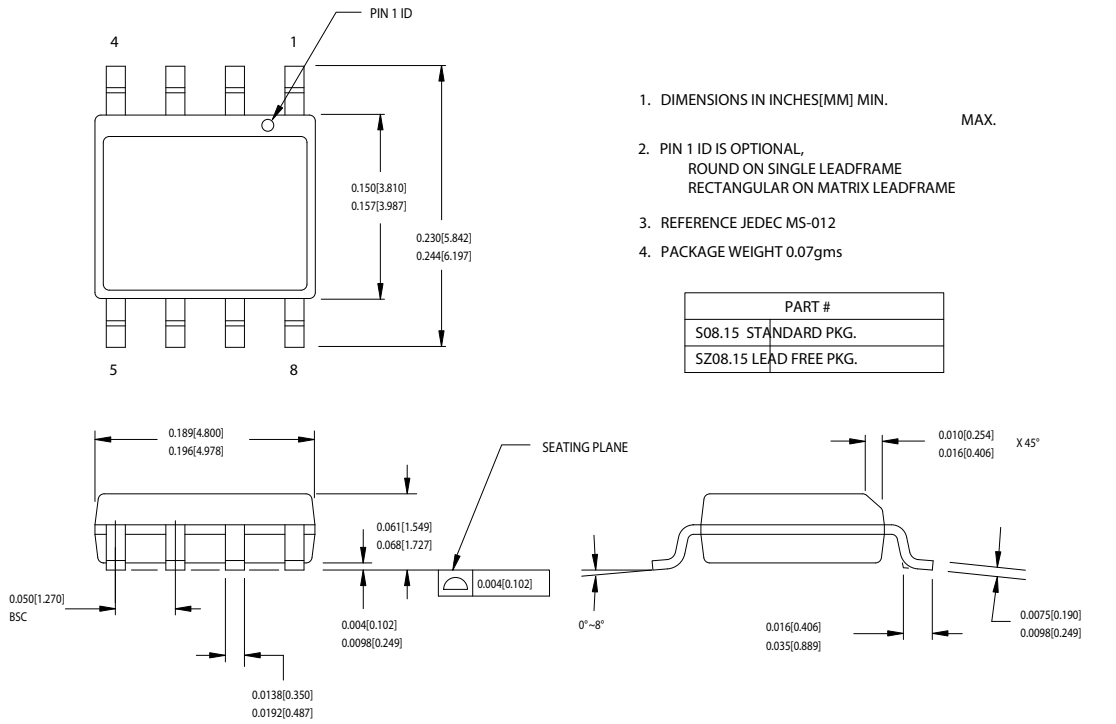 PIN 1 ID
4
1
0.150[3.810]
0.157[3.987]
0.230[5.842]
0.244[6.197]
5
8
1. DIMENSIONS IN INCHES[MM] MIN.
MAX.
2. PIN 1 ID IS OPTIONAL,
ROUND ON SINGLE LEADFRAME
RECTANGULAR ON MATRIX LEADFRAME
3. REFERENCE JEDEC MS-012
4. PACKAGE WEIGHT 0.07gms
PART #
S08.15 STANDARD PKG.
SZ08.15 LEAD FREE PKG.
0.189[4.800]
0.196[4.978]
SEATING PLANE
0.061[1.549]
0.068[1.727]
0.004[0.102]
0.050[1.270]
BSC
0.004[0.102]
0.0098[0.249]
0.0138[0.350]
0.0192[0.487]
0.010[0.254]
0.016[0.406]
X 45°
0°~8°
0.016[0.406]
0.035[0.889]
0.0075[0.190]
0.0098[0.249]